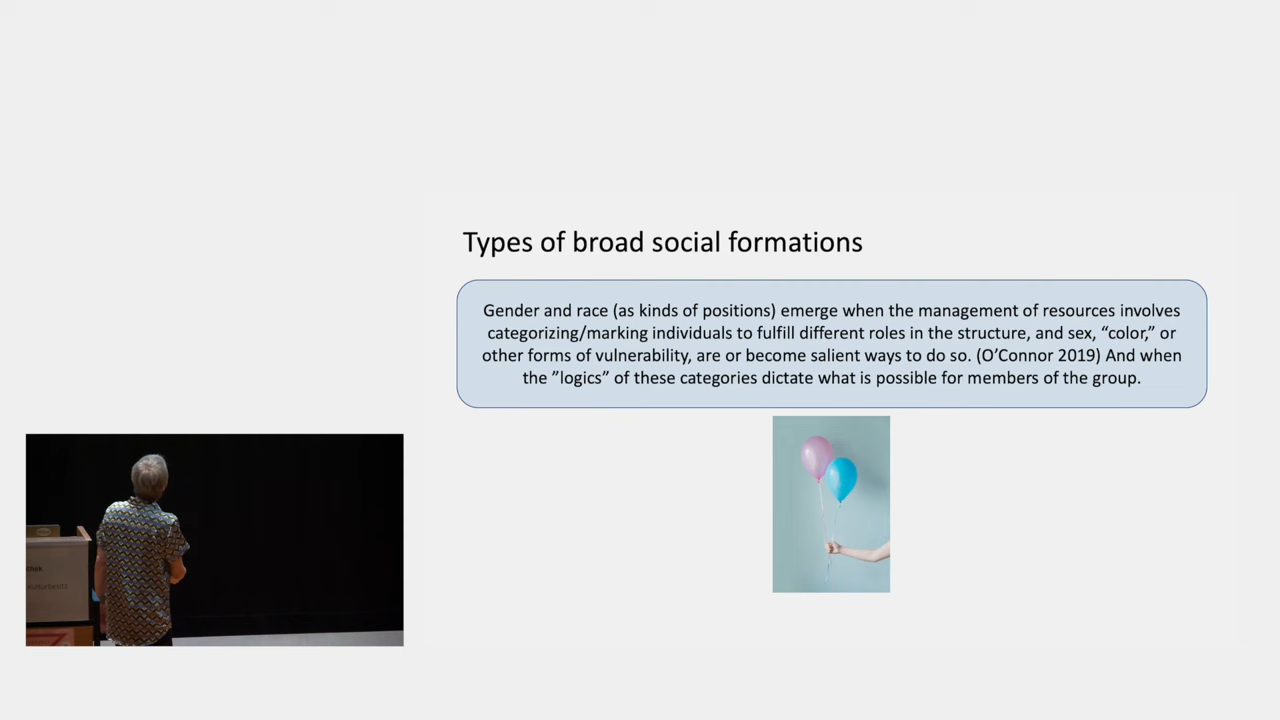 Types of broad social formations
Gender and race (as kinds of positions) emerge when the management of resources involves
categorizing/marking individuals to fulfill different roles in the structure, and sex, “color,” or
other forms of vulnerability, are or become salient ways to do so. (O’Connor 2019) And when
the ”logics” of these categories dictate what is possible for members of the group.